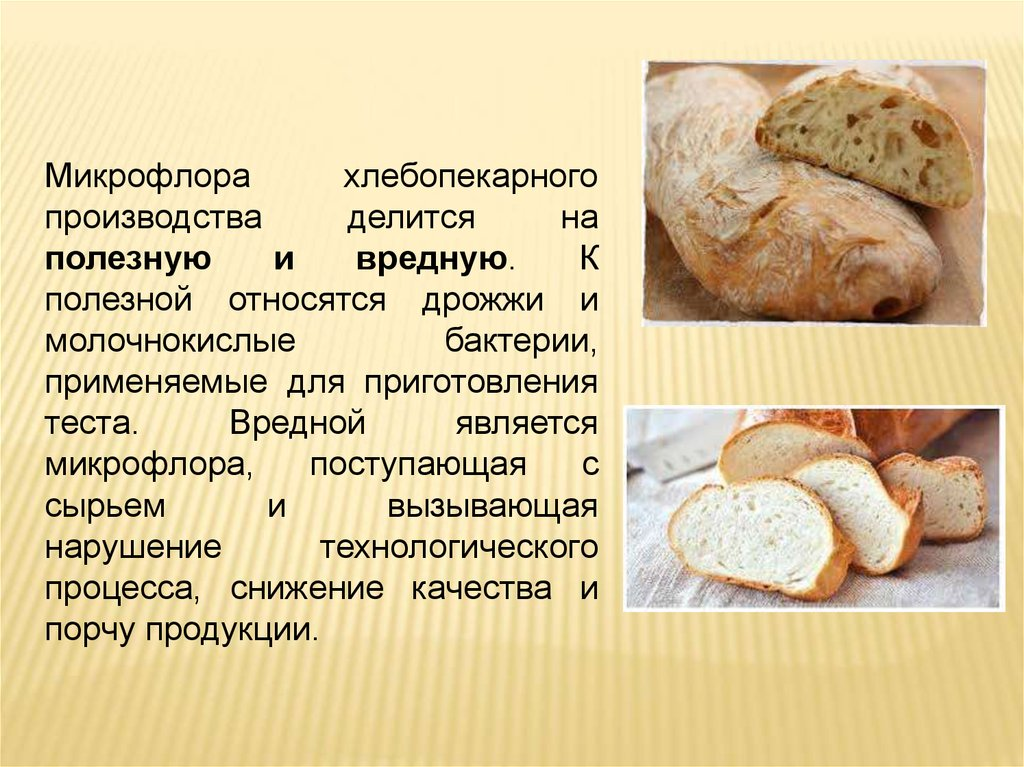 Микрофлора хлебопекарного
производства делится на
полезную и вредную. К
полезной относятся дрожжи и
молочнокислые бактерии,
применяемые для приготовления
теста. Вредной является
микрофлора, поступающая с
сырьем и вызывающая
нарушение технологического
процесса, снижение качества и
порчу продукции.